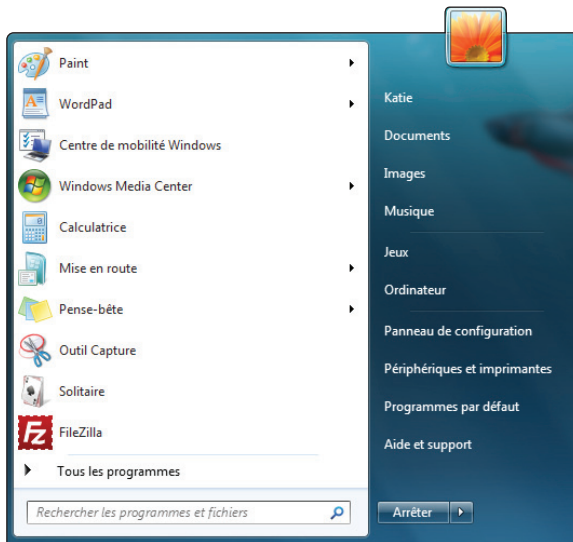 Paint
WordPad
Centre de mobilité Windows
Windows Media Center
Calculatrice
Mise en route
Pense-bête
Outil Capture
Solitaire
FileZilla
Tous les programmes
Rechercher les programmes et fichiers
Katie
Documents
Images
Musique
Jeux
Ordinateur
Panneau de configuration
Périphériques et imprimantes
Programmes par défaut
Aide et support
Arrêter